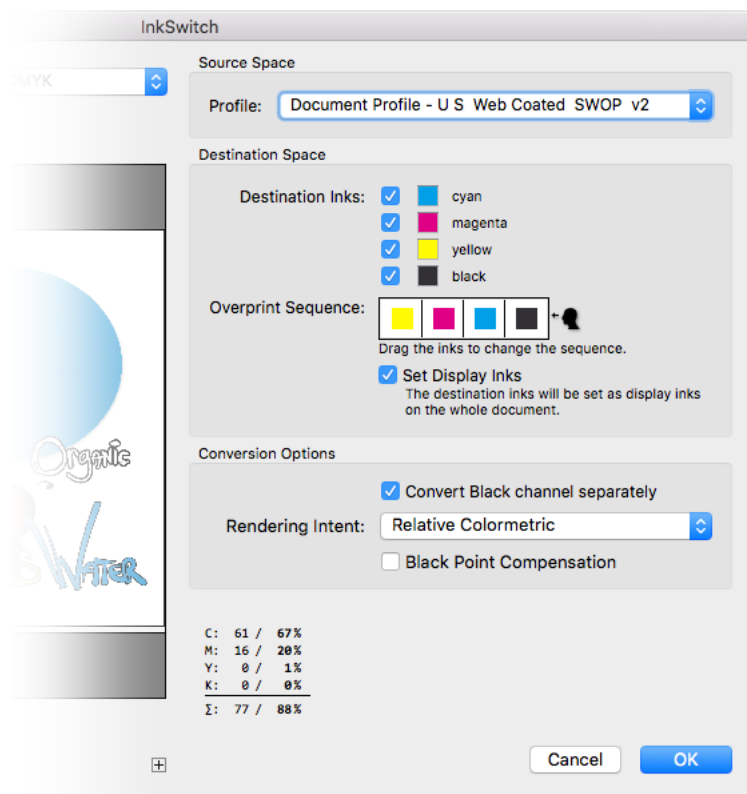 InkSwitch
CMYK
Source Space
Profile: Document Profile - U S Web Coated SWOP v2
Destination Space
Destination Inks:
cyan
magenta
yellow
black
Overprint Sequence:
Drag the inks to change the sequence.
Set Display Inks
The destination inks will be set as display inks
on the whole document.
Organic
Water
Conversion Options
Convert Black channel separately
Rendering Intent: Relative Colormetric
Black Point Compensation
C: 61 / 67%
M: 16 / 20%
Y: 0 / 1%
K: 0 / 0%
Σ: 77 / 88%
Cancel OK